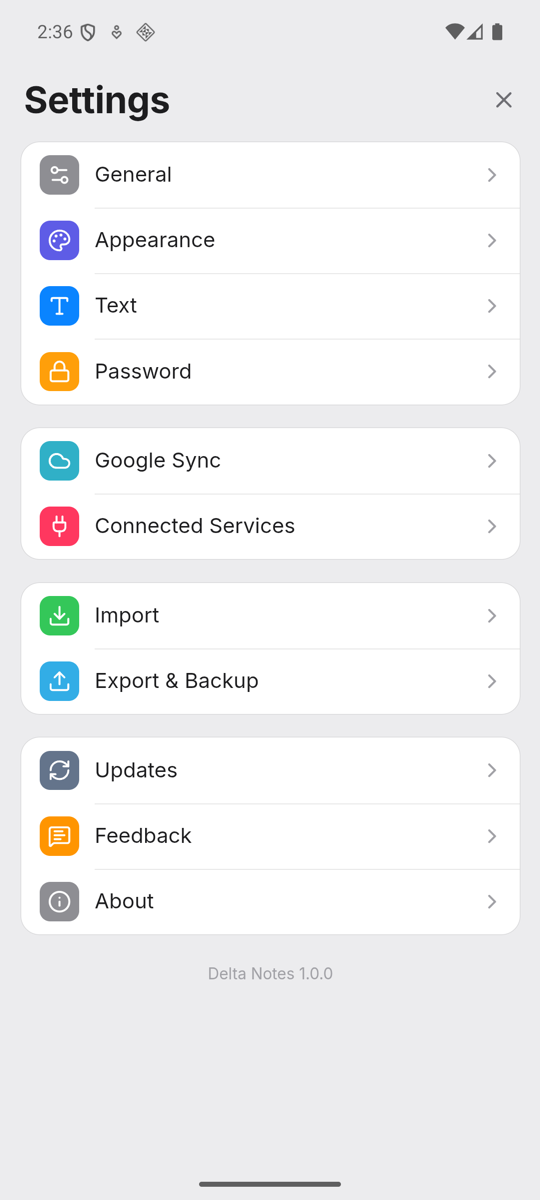 2:36
Settings
General
Appearance
Text
Password
Google Sync
Connected Services
Import
Export & Backup
Updates
Feedback
About
Delta Notes 1.0.0